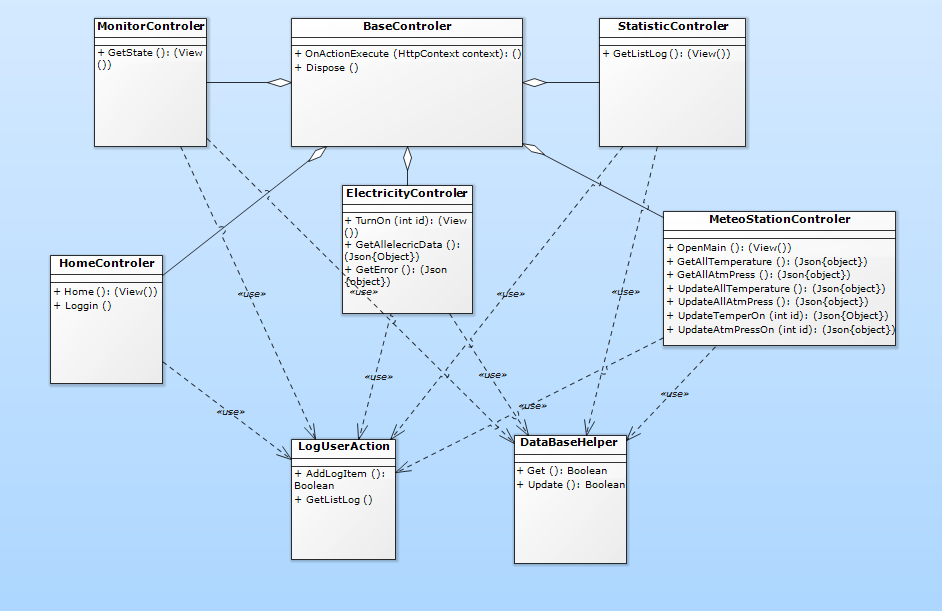 MonitorControler
+ GetState (): (View
())
BaseControler
+ OnActionExecute (HttpContext context): ()
+ Dispose ()
StatisticControler
+ GetListLog (): (View())
ElectricityControler
+ TurnOn (int id): (View
())
+ GetAllelecricData ():
(Json{Object})
+ GetError (): (Json
{object})
MeteoStationControler
+ OpenMain (): (View())
+ GetAllTemperature (): (Json{object})
+ GetAllAtmPress (): (Json{object})
+ UpdateAllTemperature (): (Json{object})
+ UpdateAllAtmPress (): (Json{object})
+ UpdateTemperOn (int id): (Json{Object})
+ UpdateAtmPressOn (int id): (Json{object})
HomeControler
+ Home (): (View())
+ Loggin ()
«use»
«use»
«use»
«use»
«use»
«use»
«use»
«use»
«use»
LogUserAction
+ AddLogItem ():
Boolean
+ GetListLog ()
DataBaseHelper
+ Get (): Boolean
+ Update (): Boolean